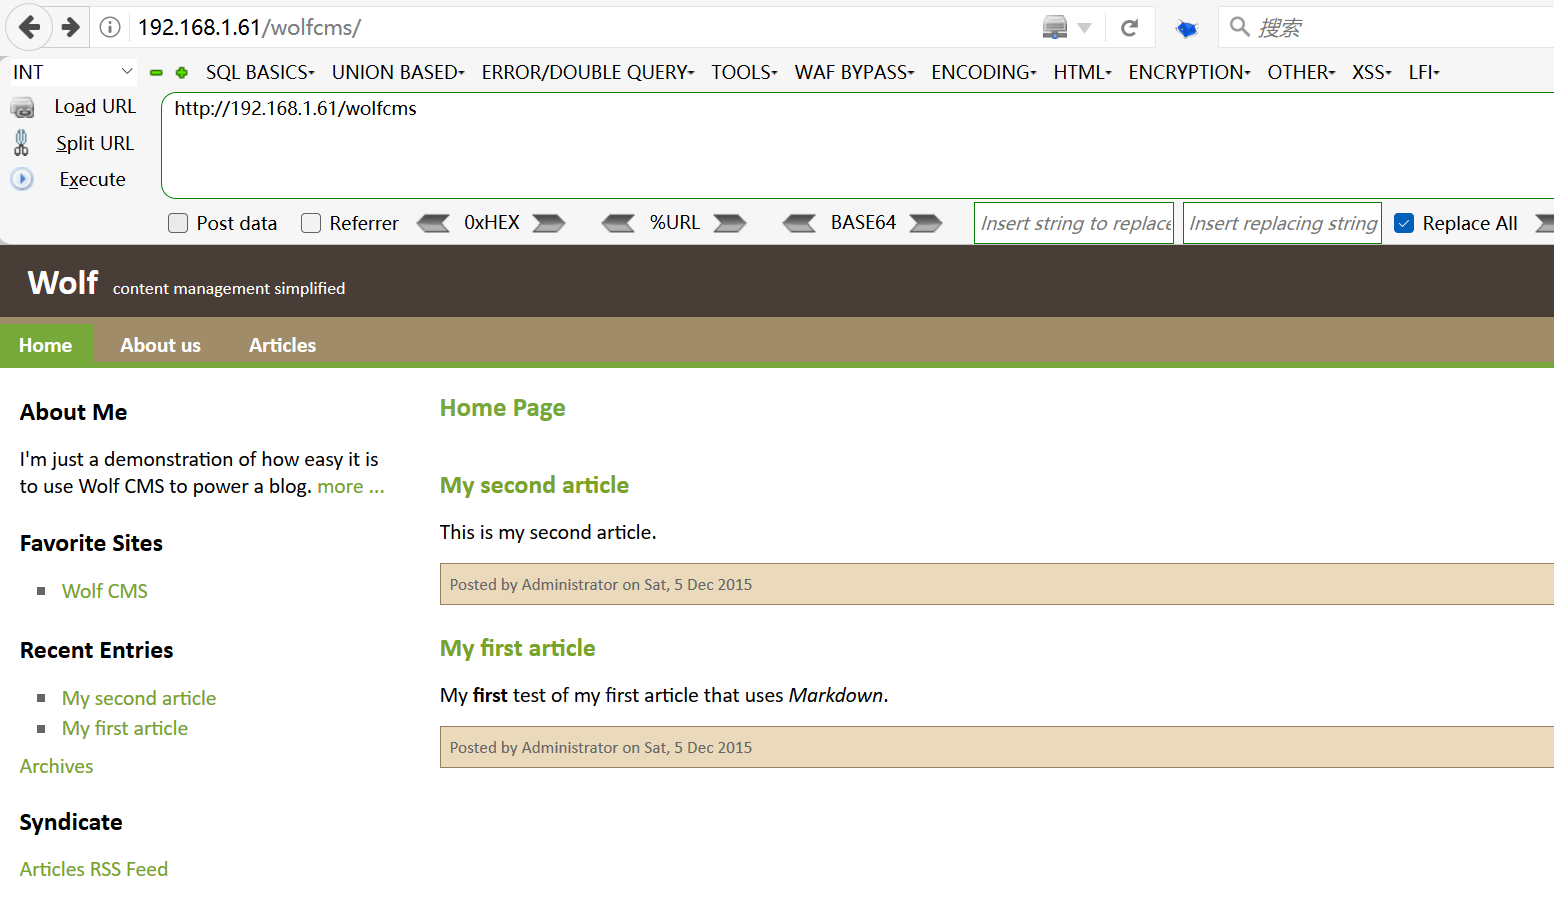 192.168.1.61/wolfcms/
搜索
INT
SQL BASICS UNION BASED ERROR/DOUBLE QUERY TOOLS WAF BYPASS ENCODING HTML ENCRYPTION OTHER XSS LFI
Load URL
http://192.168.1.61/wolfcms
Split URL
Execute
Post data Referrer 0xHEX %URL BASE64 Insert string to replace Insert replacing string Replace All
Wolf content management simplified
Home About us Articles
About Me
I'm just a demonstration of how easy it is
to use Wolf CMS to power a blog. more ...
Favorite Sites
Wolf CMS
Recent Entries
My second article
My first article
Archives
Syndicate
Articles RSS Feed
Home Page
My second article
This is my second article.
Posted by Administrator on Sat, 5 Dec 2015
My first article
My first test of my first article that uses Markdown.
Posted by Administrator on Sat, 5 Dec 2015